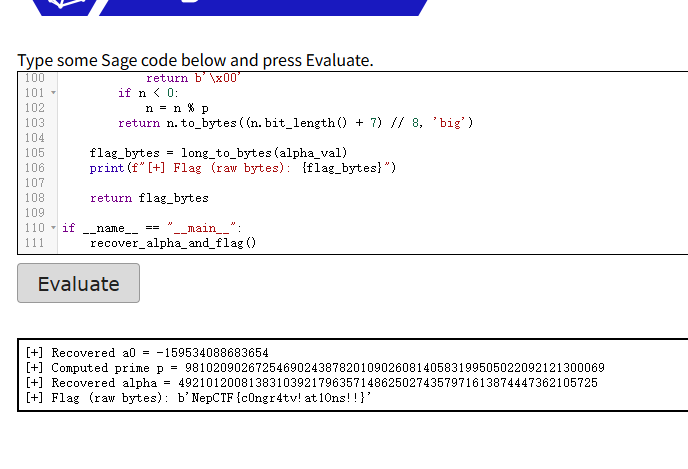 Type some Sage code below and press Evaluate.
100 return b'\x00'
101 if n < 0:
102 n = n % p
103 return n.to_bytes((n.bit_length() + 7) // 8, 'big')
104
105 flag_bytes = long_to_bytes(alpha_val)
106 print(f"[+] Flag (raw bytes): {flag_bytes}")
107
108 return flag_bytes
109
110 if __name__ == "__main__":
111 recover_alpha_and_flag()
Evaluate
[+] Recovered a0 = -159534088683654
[+] Computed prime p = 98102090267254690243878201090260814058319950502209212130​0069
[+] Recovered alpha = 492101200813831039217963571486250274357971613874447362105725
[+] Flag (raw bytes): b'NepCTF{c0ngr4tv!at10ns!!}'